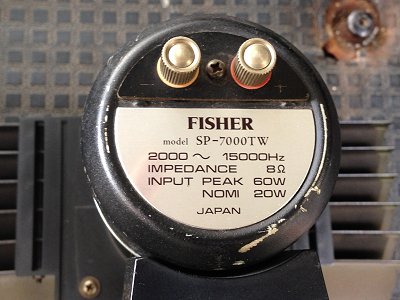 FISHER
model SP-7000TW
2000 ～ 15000Hz
IMPEDANCE 8Ω
INPUT PEAK 60W
NOMI 20W
JAPAN